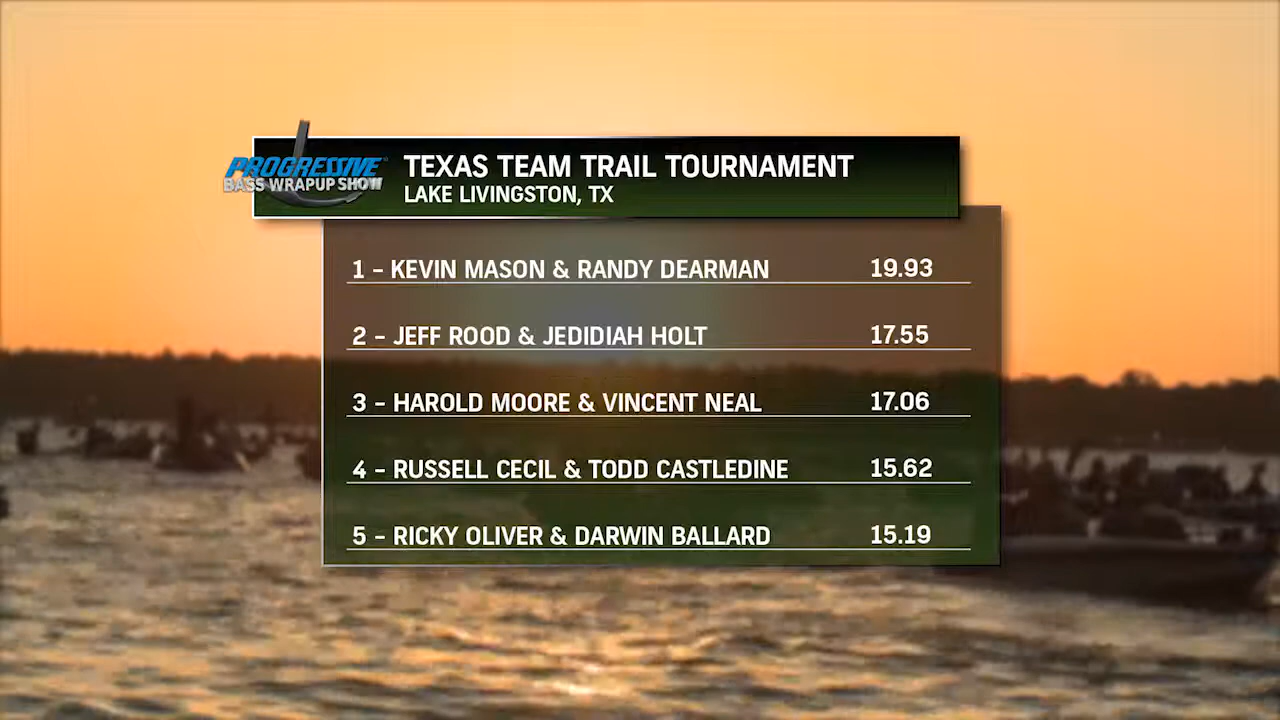 PROGRESSIVE
BASS WRAPUP SHOW
TEXAS TEAM TRAIL TOURNAMENT
LAKE LIVINGSTON, TX
1 – KEVIN MASON & RANDY DEARMAN 19.93
2 – JEFF ROOD & JEDIDIAH HOLT 17.55
3 – HAROLD MOORE & VINCENT NEAL 17.06
4 – RUSSELL CECIL & TODD CASTLEDINE 15.62
5 – RICKY OLIVER & DARWIN BALLARD 15.19